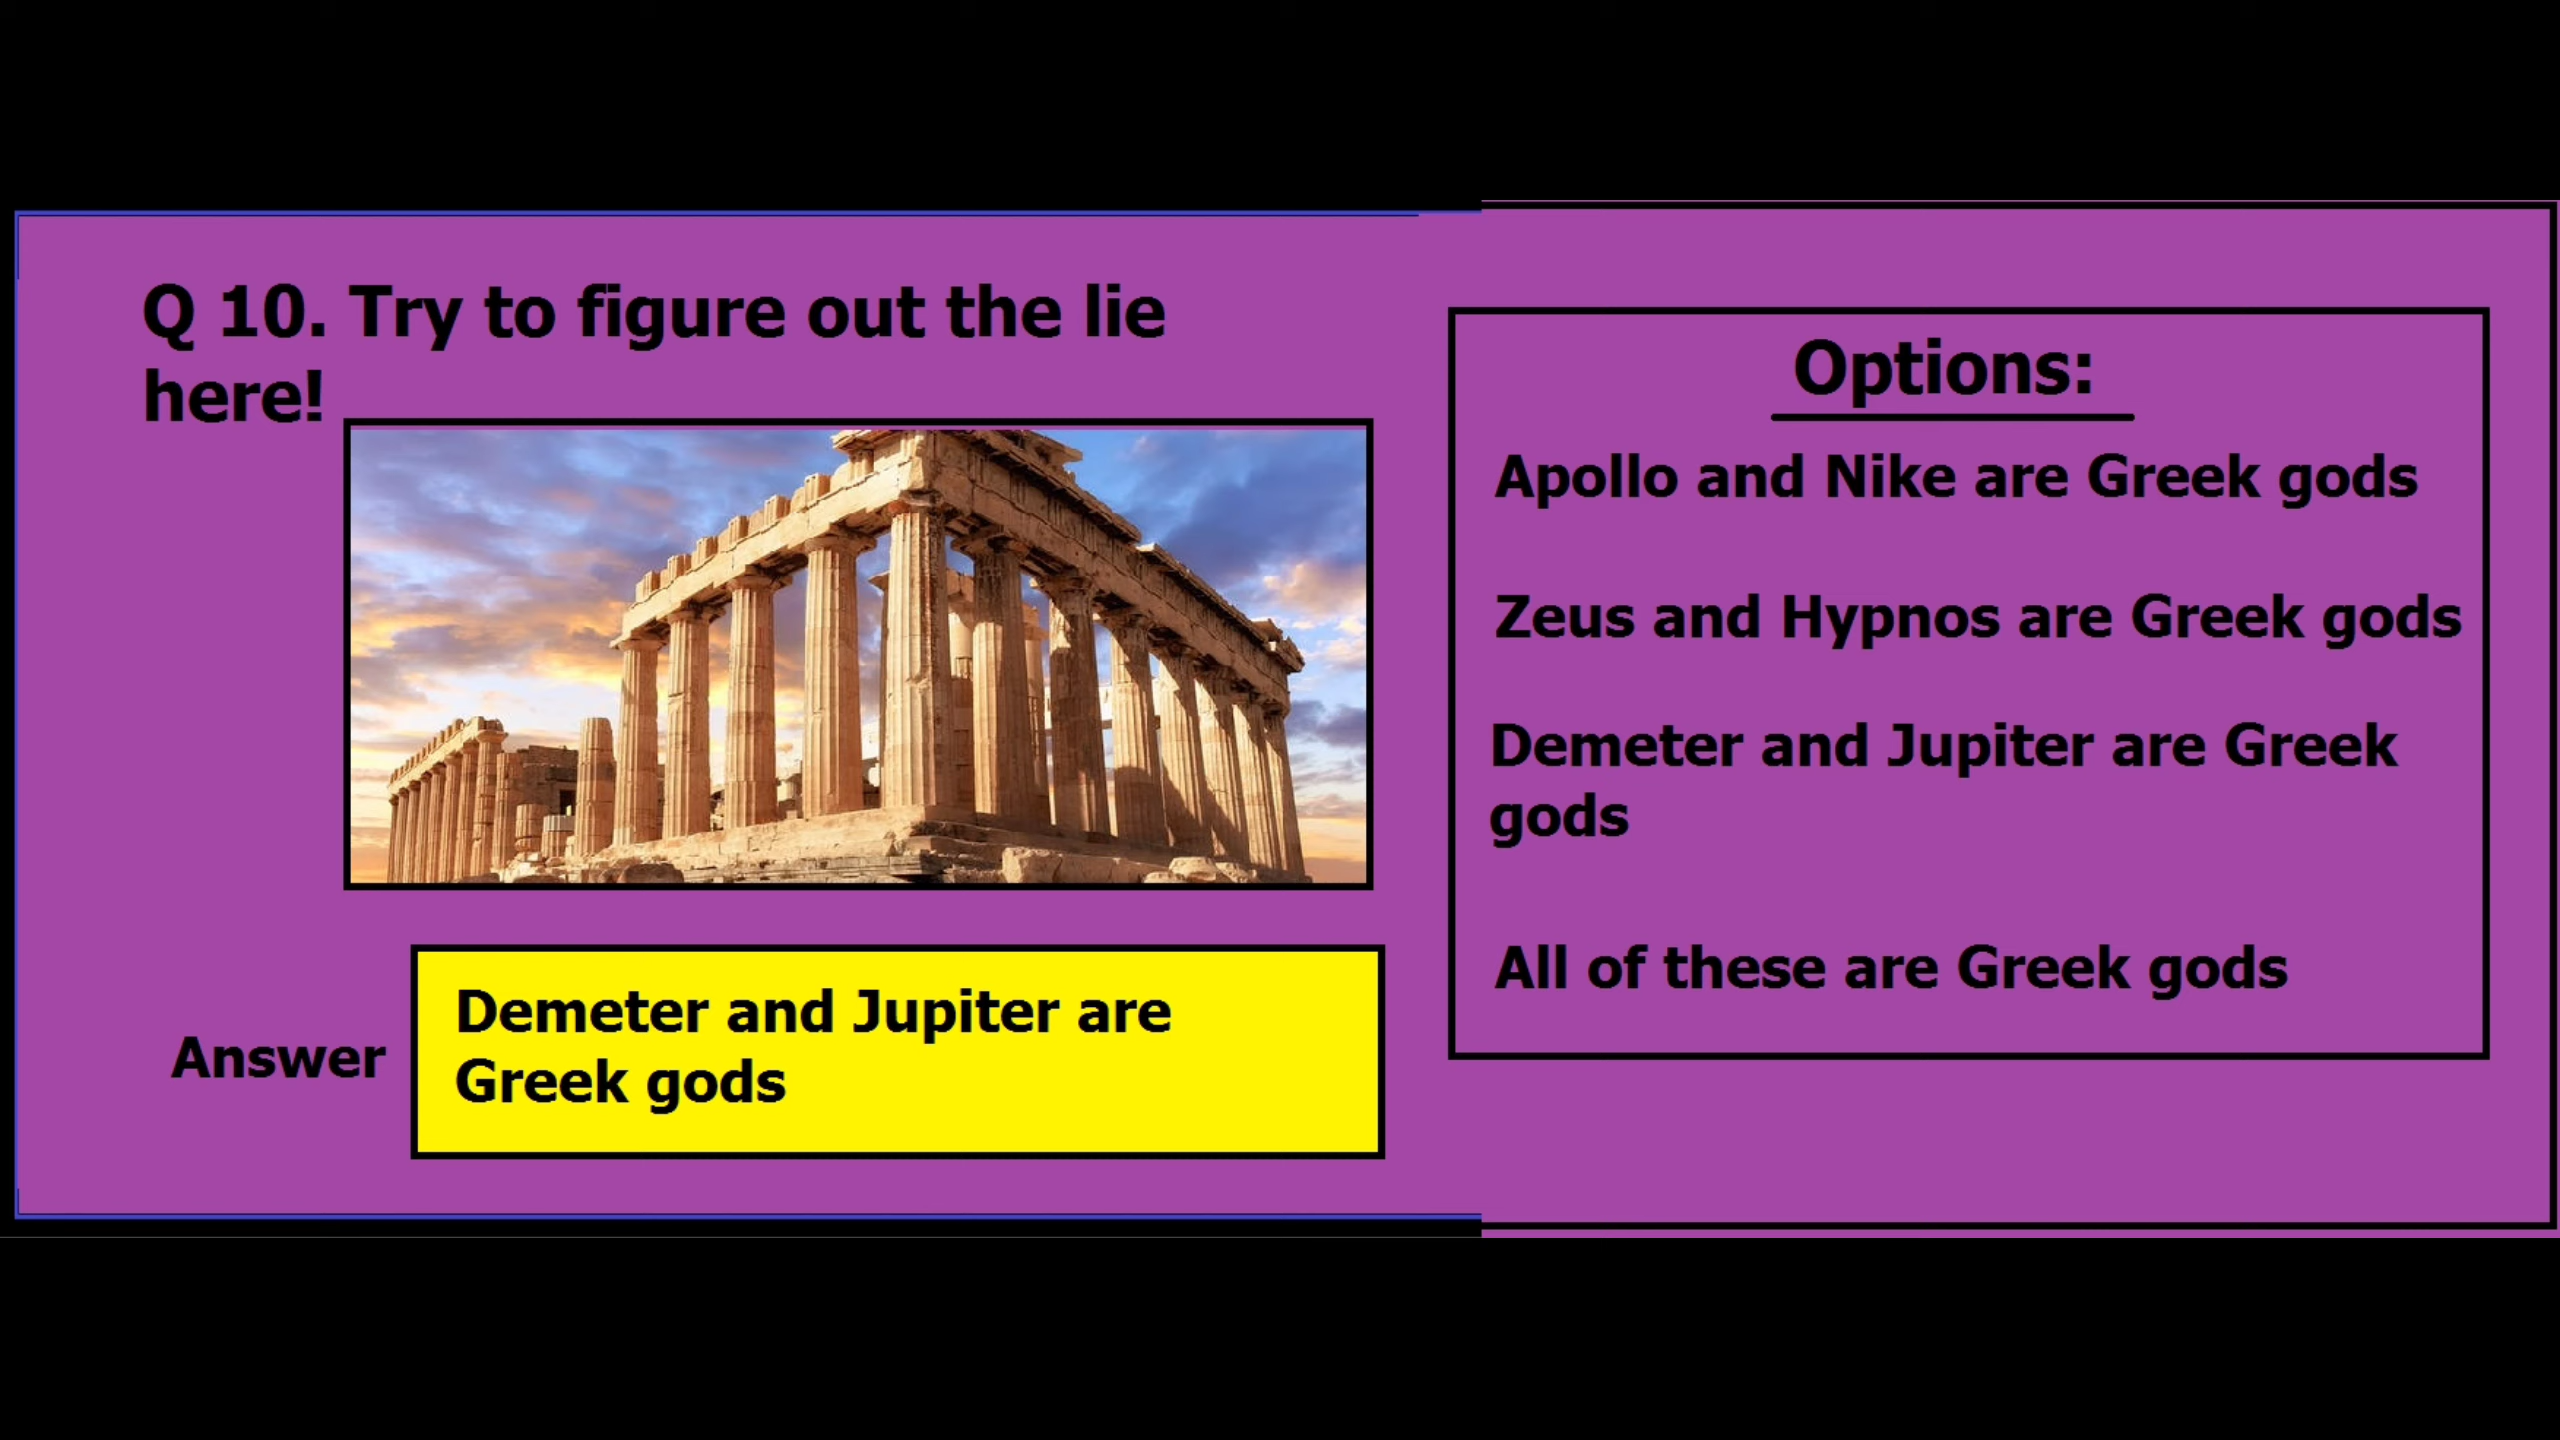 Q 10. Try to figure out the lie
here!
Options:
Apollo and Nike are Greek gods
Zeus and Hypnos are Greek gods
Demeter and Jupiter are Greek
gods
All of these are Greek gods
Answer
Demeter and Jupiter are
Greek gods